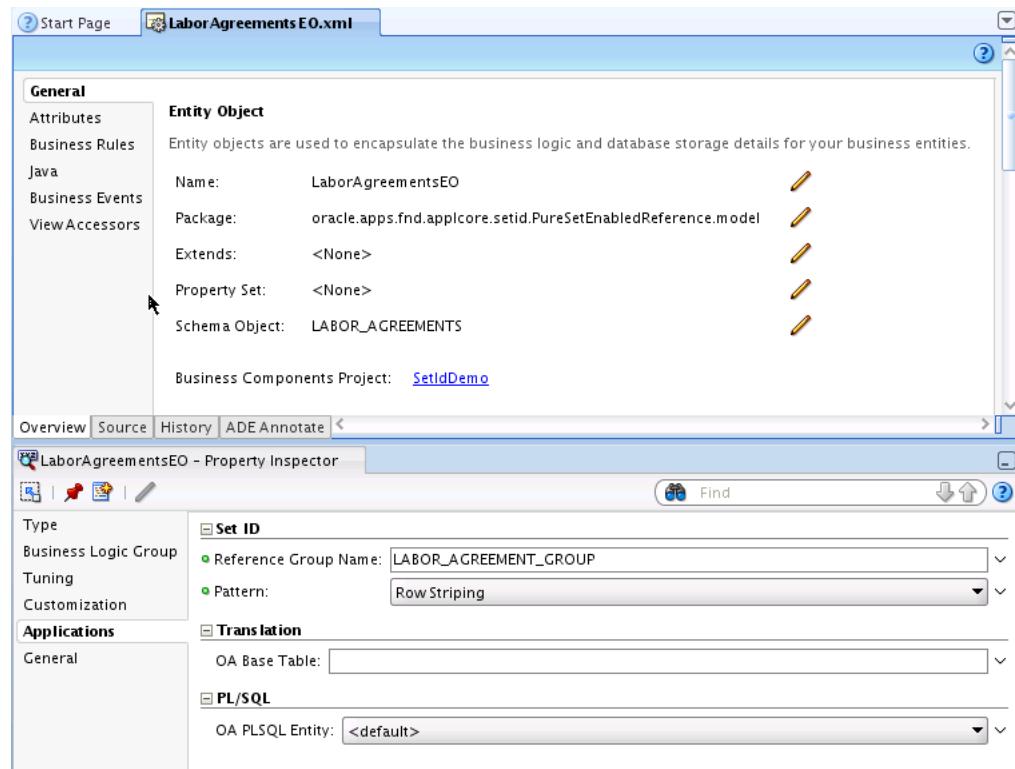 Start Page
LaborAgreementsEO.xml
General
Attributes
Business Rules
Java
Business Events
View Accessors
Entity Object
Entity objects are used to encapsulate the business logic and database storage details for your business entities.
Name: LaborAgreementsEO
Package: oracle.apps.fnd.applcore.setid.PureSetEnabledReference.model
Extends: <None>
Property Set: <None>
Schema Object: LABOR_AGREEMENTS
Business Components Project: SetIdDemo
Overview Source History ADE Annotate
LaborAgreementsEO - Property Inspector
Find
Type
Business Logic Group
Tuning
Customization
Applications
General
Set ID
Reference Group Name: LABOR_AGREEMENT_GROUP
Pattern: Row Striping
Translation
OA Base Table:
PL/SQL
OA PLSQL Entity: <default>